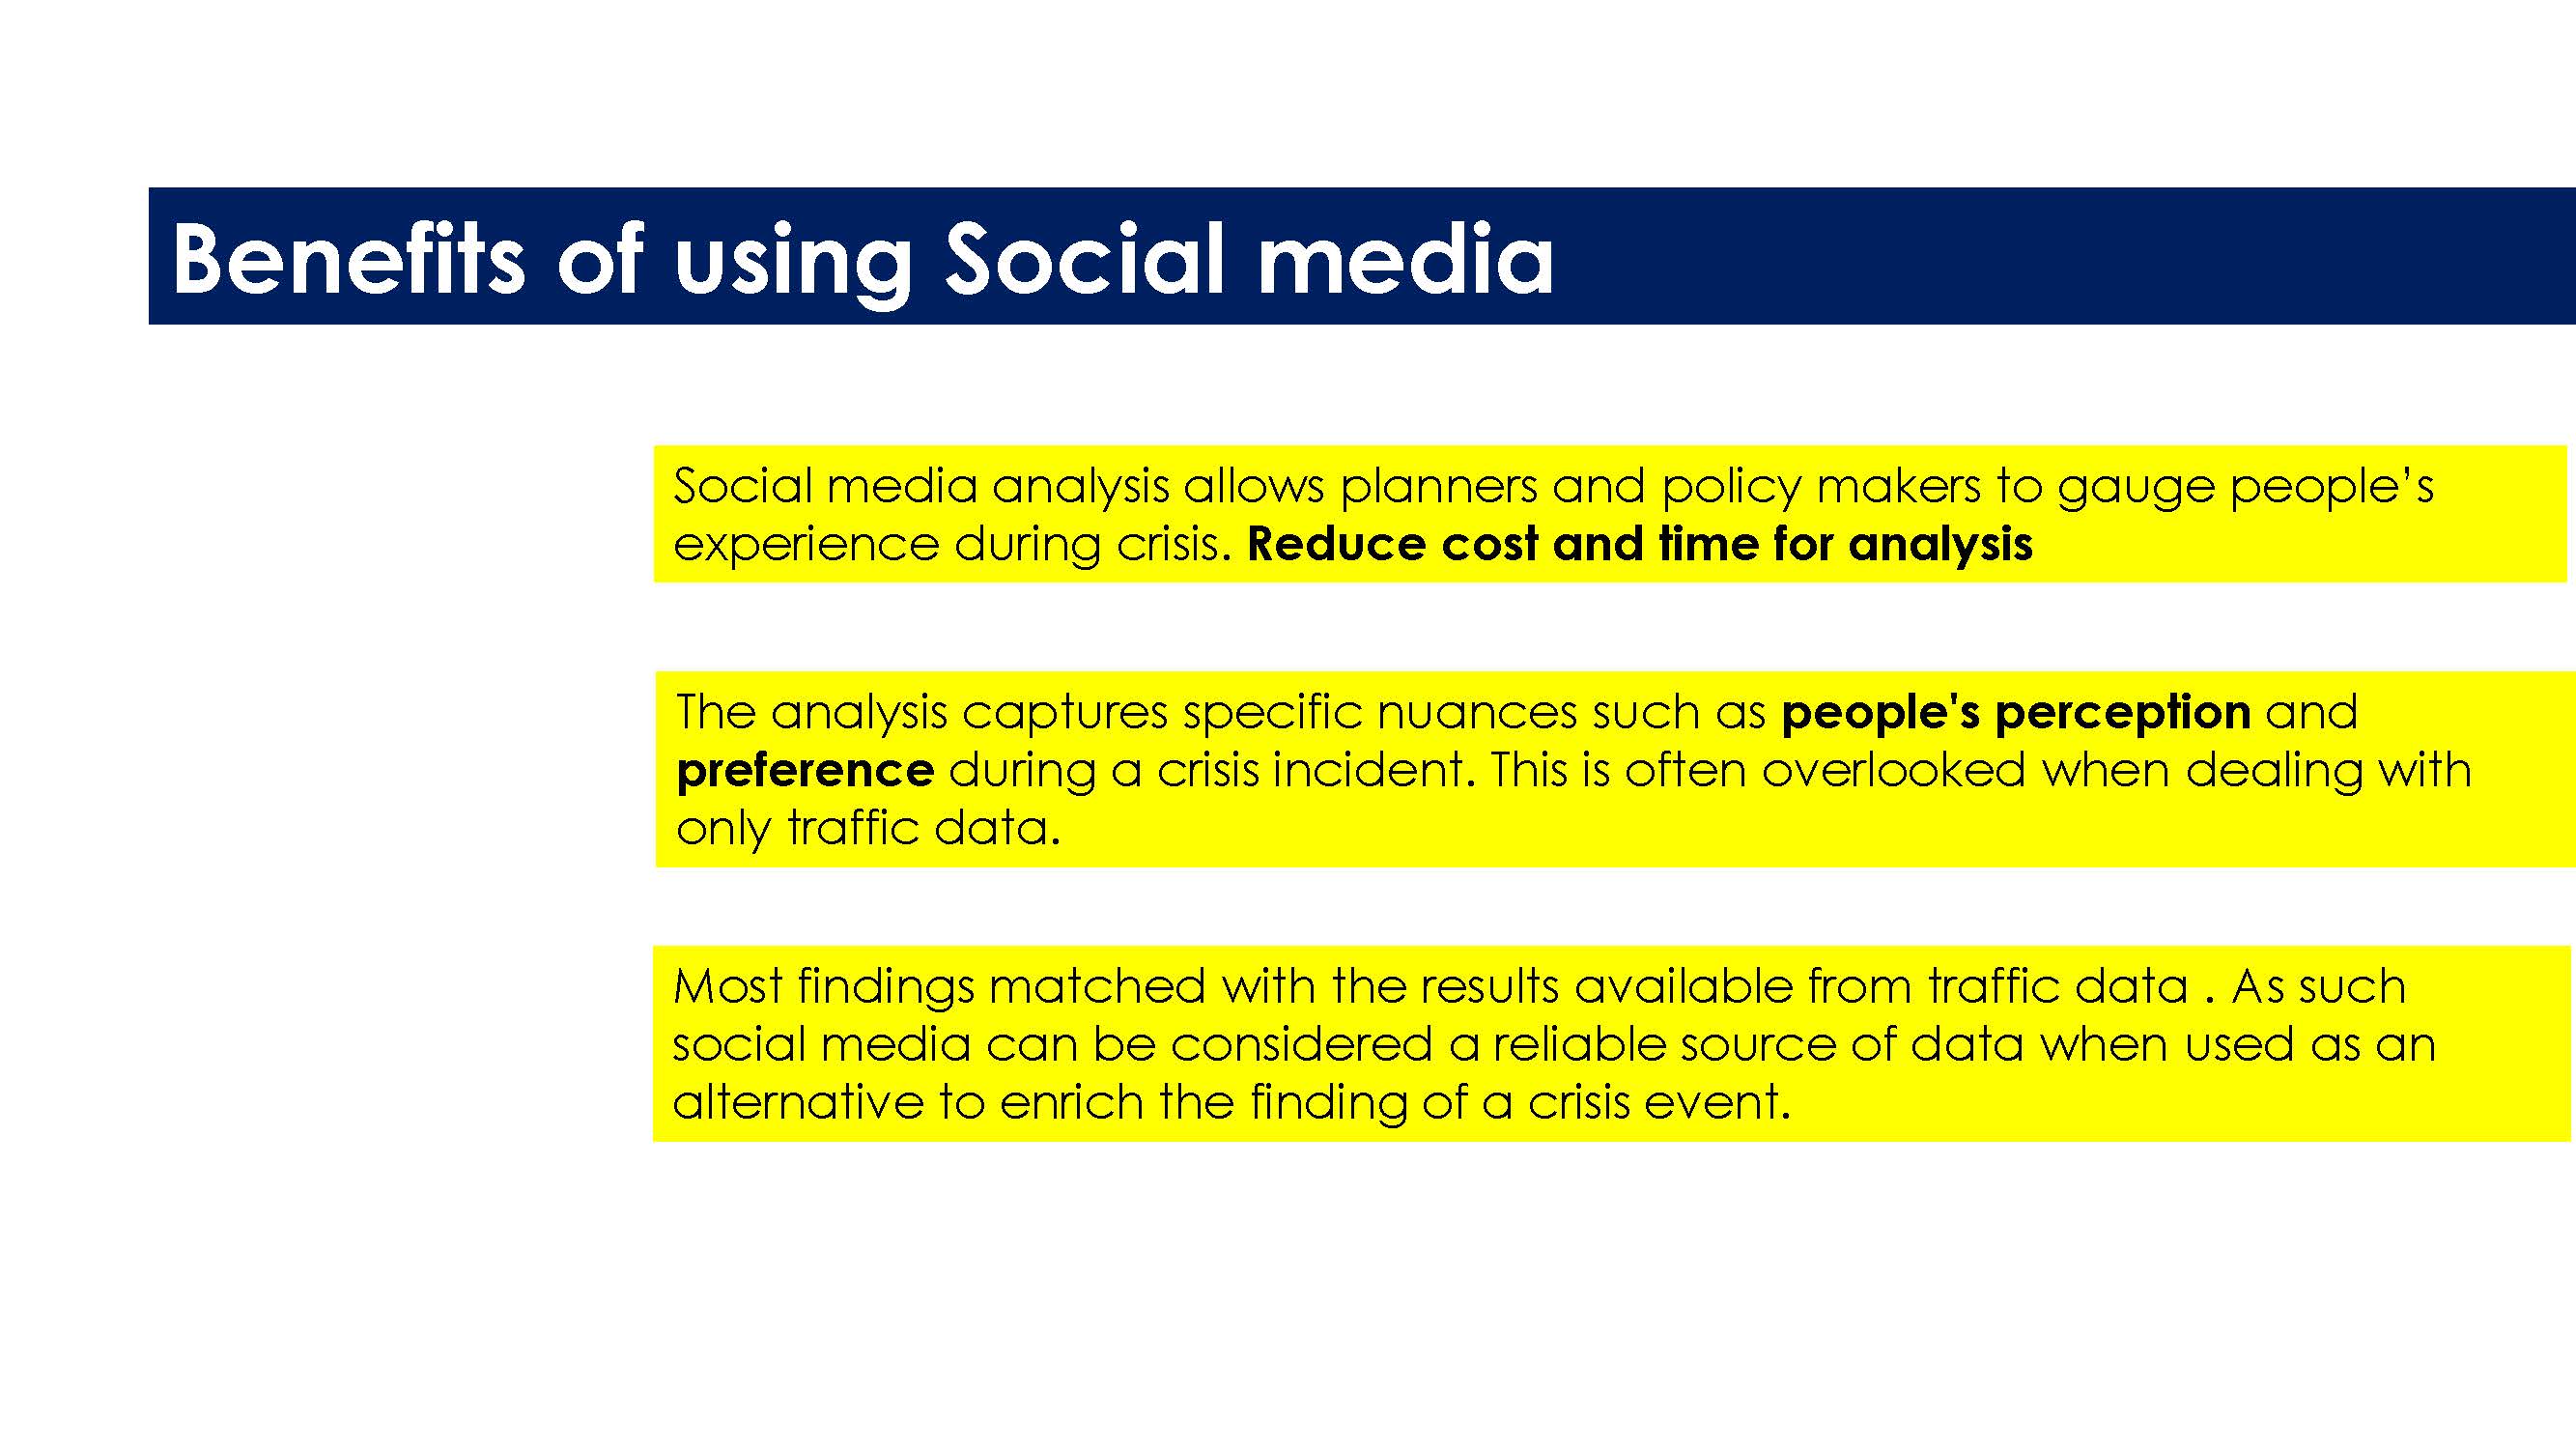 Benefits of using Social media
Social media analysis allows planners and policy makers to gauge people’s
experience during crisis. Reduce cost and time for analysis
The analysis captures specific nuances such as people's perception and
preference during a crisis incident. This is often overlooked when dealing with
only traffic data.
Most findings matched with the results available from traffic data . As such
social media can be considered a reliable source of data when used as an
alternative to enrich the finding of a crisis event.